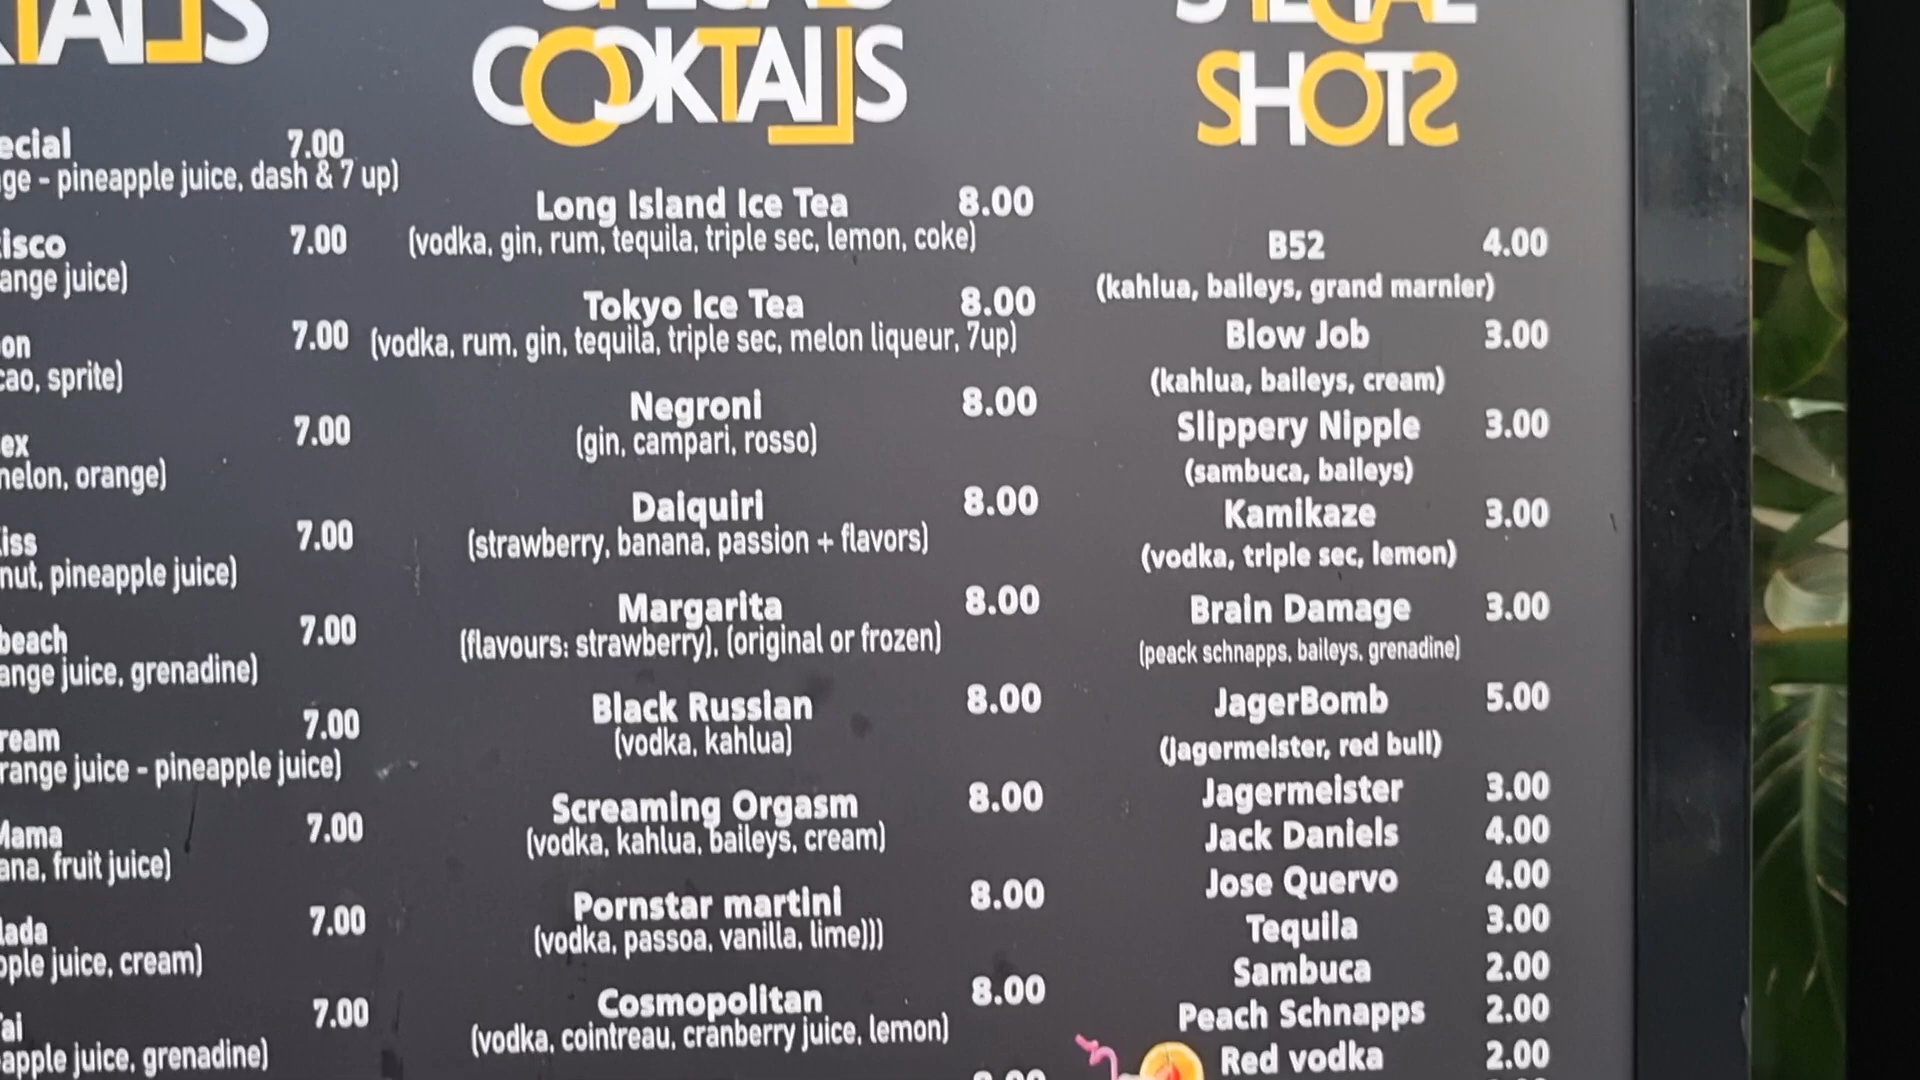 KTAILS
ecial 7.00
ge - pineapple juice, dash & 7 up)
isco 7.00
ange juice)
on 7.00
cao, sprite)
ex 7.00
melon, orange)
iss 7.00
nut, pineapple juice)
beach 7.00
ange juice, grenadine)
ream 7.00
range juice - pineapple juice)
Mama 7.00
ana, fruit juice)
lada 7.00
pple juice, cream)
ai 7.00
apple juice, grenadine)
COCKTAILS
Long Island Ice Tea 8.00
(vodka, gin, rum, tequila, triple sec, lemon, coke)
Tokyo Ice Tea 8.00
(vodka, rum, gin, tequila, triple sec, melon liqueur, 7up)
Negroni 8.00
(gin, campari, rosso)
Daiquiri 8.00
(strawberry, banana, passion + flavors)
Margarita 8.00
(flavours: strawberry), (original or frozen)
Black Russian 8.00
(vodka, kahlua)
Screaming Orgasm 8.00
(vodka, kahlua, baileys, cream)
Pornstar martini 8.00
(vodka, passoa, vanilla, lime)))
Cosmopolitan 8.00
(vodka, cointreau, cranberry juice, lemon)
SPECIAL
SHOTS
B52 4.00
(kahlua, baileys, grand marnier)
Blow Job 3.00
(kahlua, baileys, cream)
Slippery Nipple 3.00
(sambuca, baileys)
Kamikaze 3.00
(vodka, triple sec, lemon)
Brain Damage 3.00
(peack schnapps, baileys, grenadine)
JagerBomb 5.00
(jagermeister, red bull)
Jagermeister 3.00
Jack Daniels 4.00
Jose Quervo 4.00
Tequila 3.00
Sambuca 2.00
Peach Schnapps 2.00
Red vodka 2.00